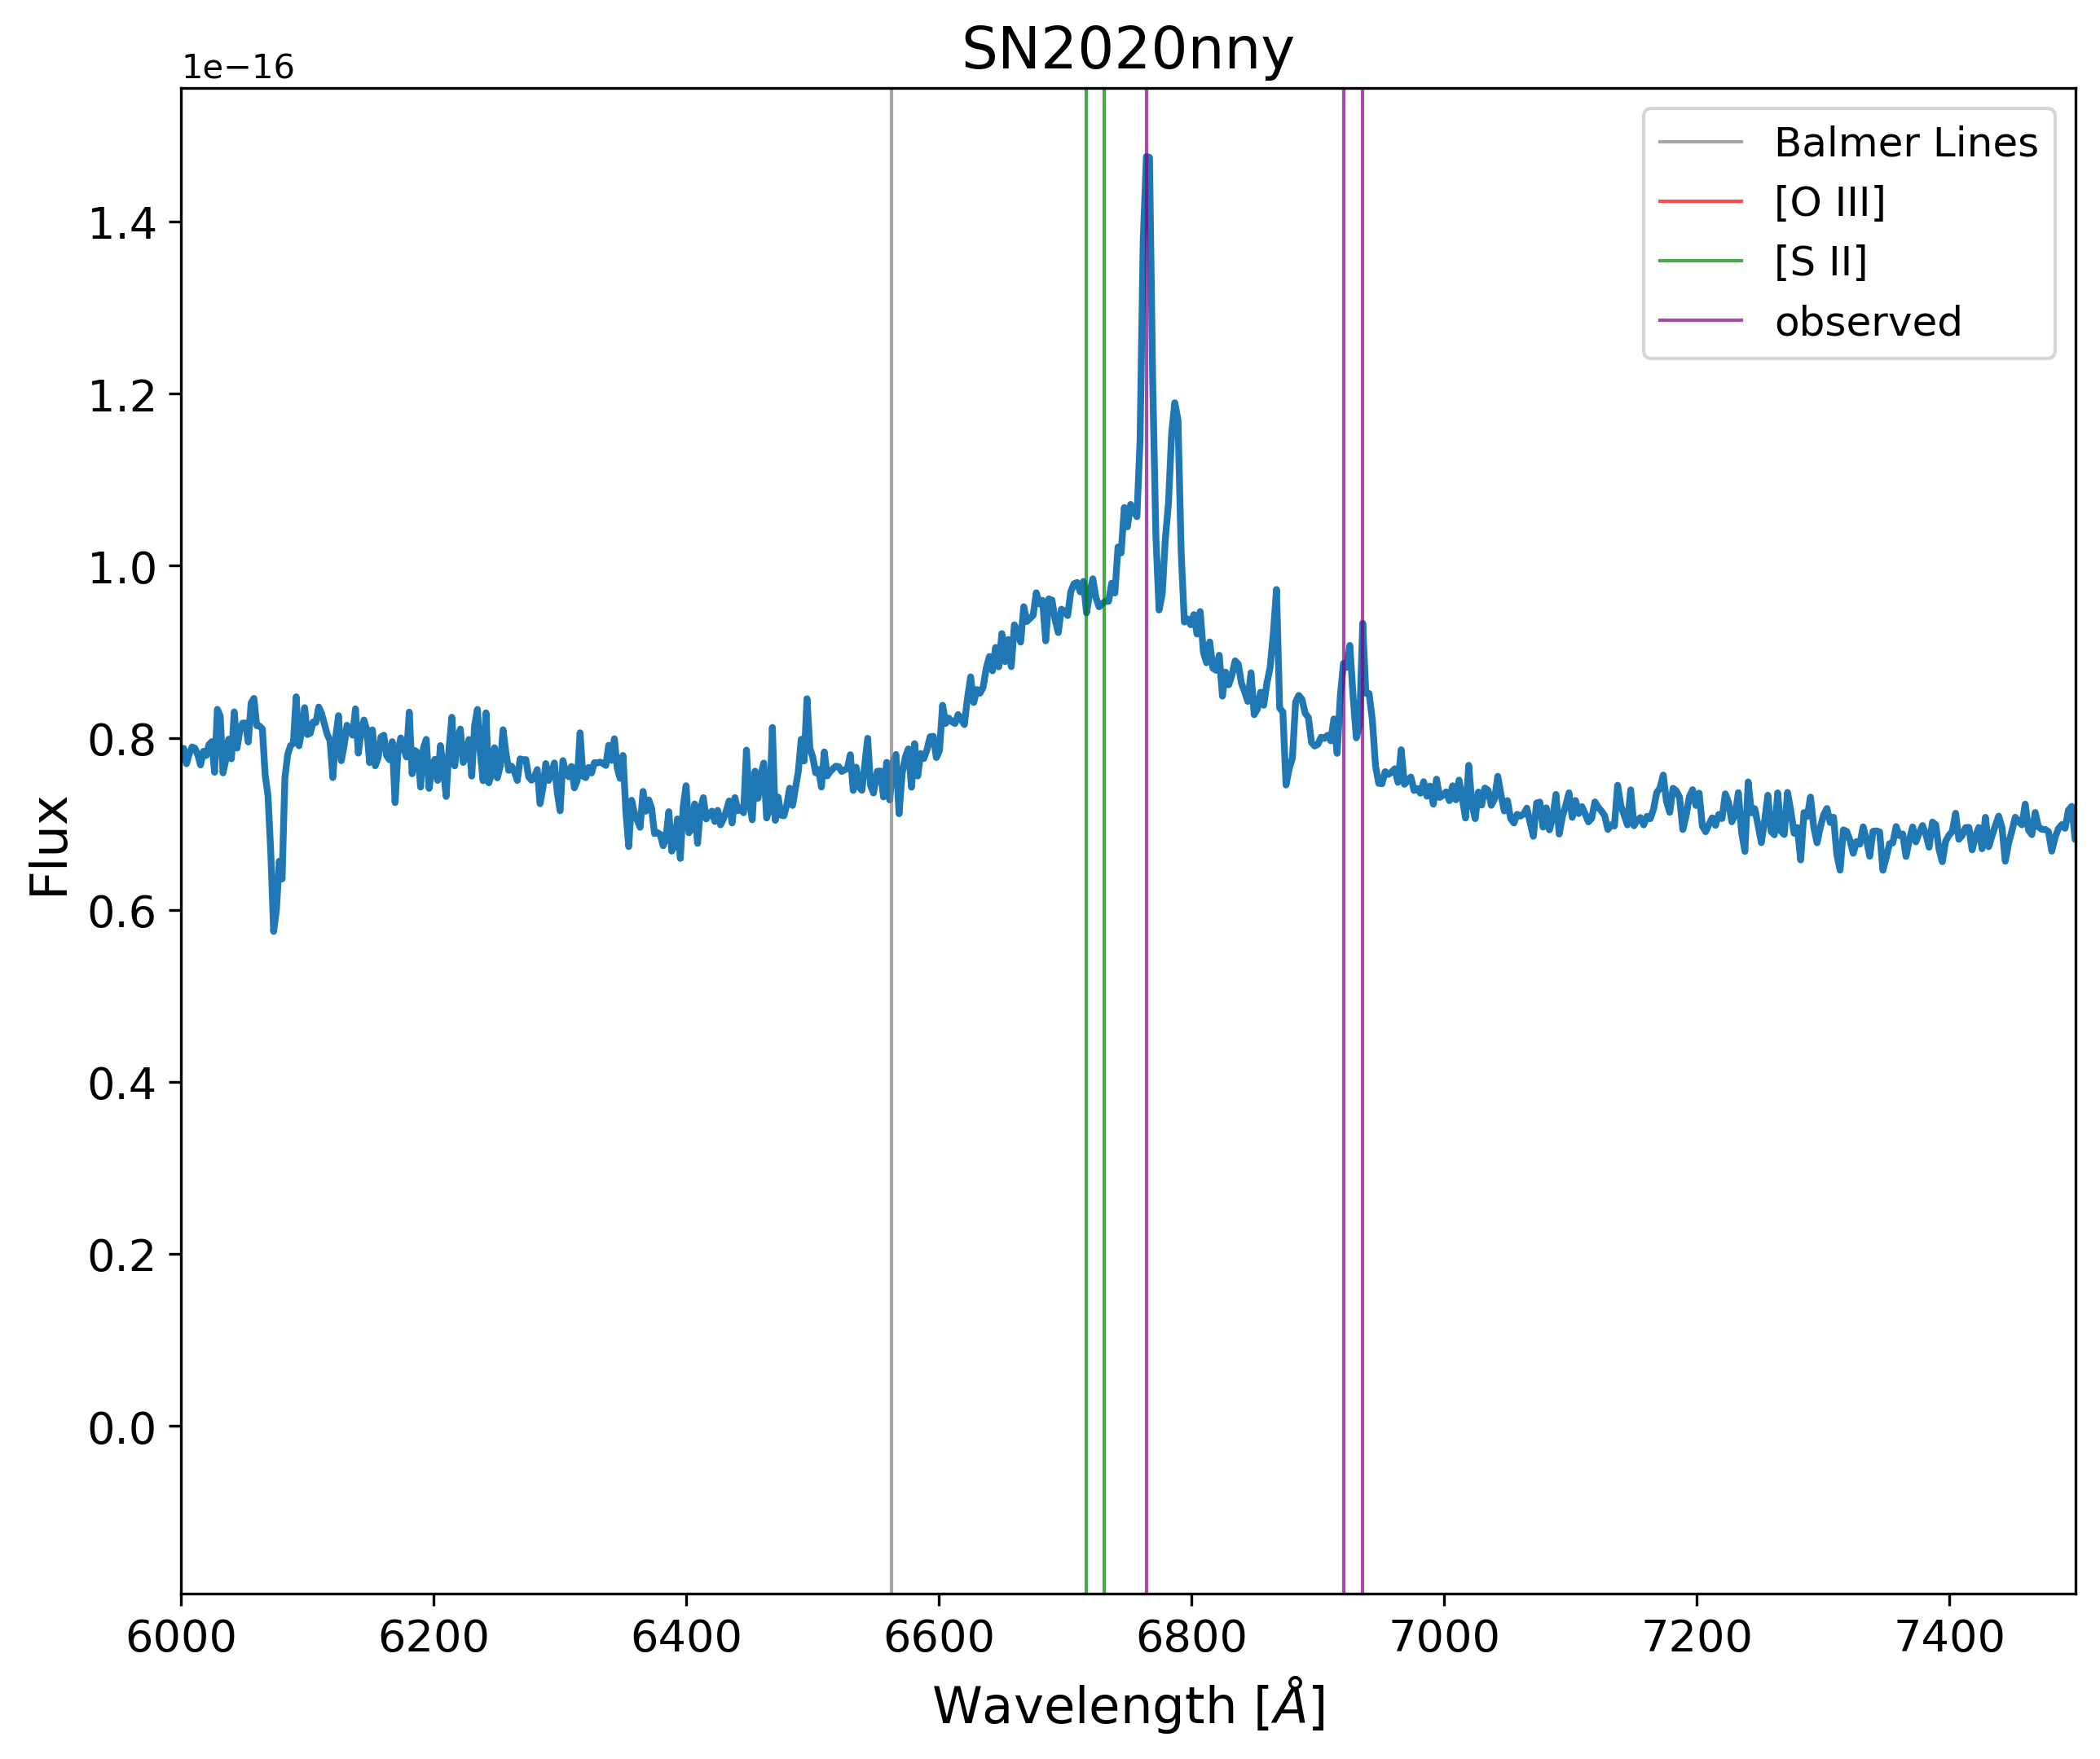 SN2020nny
1e−16
Balmer Lines
[O III]
[S II]
observed
1.4
1.2
1.0
0.8
0.6
0.4
0.2
0.0
Flux
6000 6200 6400 6600 6800 7000 7200 7400
Wavelength [Å]